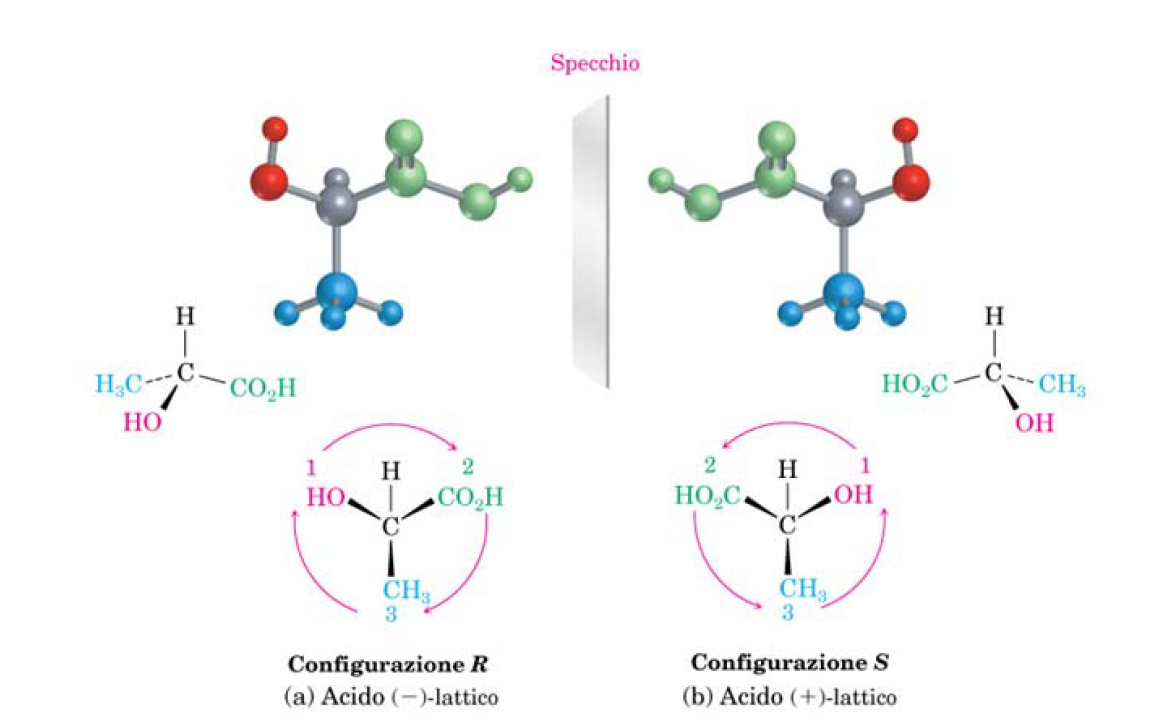 Specchio
H
H₃C C CO₂H
HO
H
HO₂C C CH₃
OH
1 H 2
HO CO₂H
C
CH₃
3
2 H 1
HO₂C OH
C
CH₃
3
Configurazione R
(a) Acido (−)-lattico
Configurazione S
(b) Acido (+)-lattico